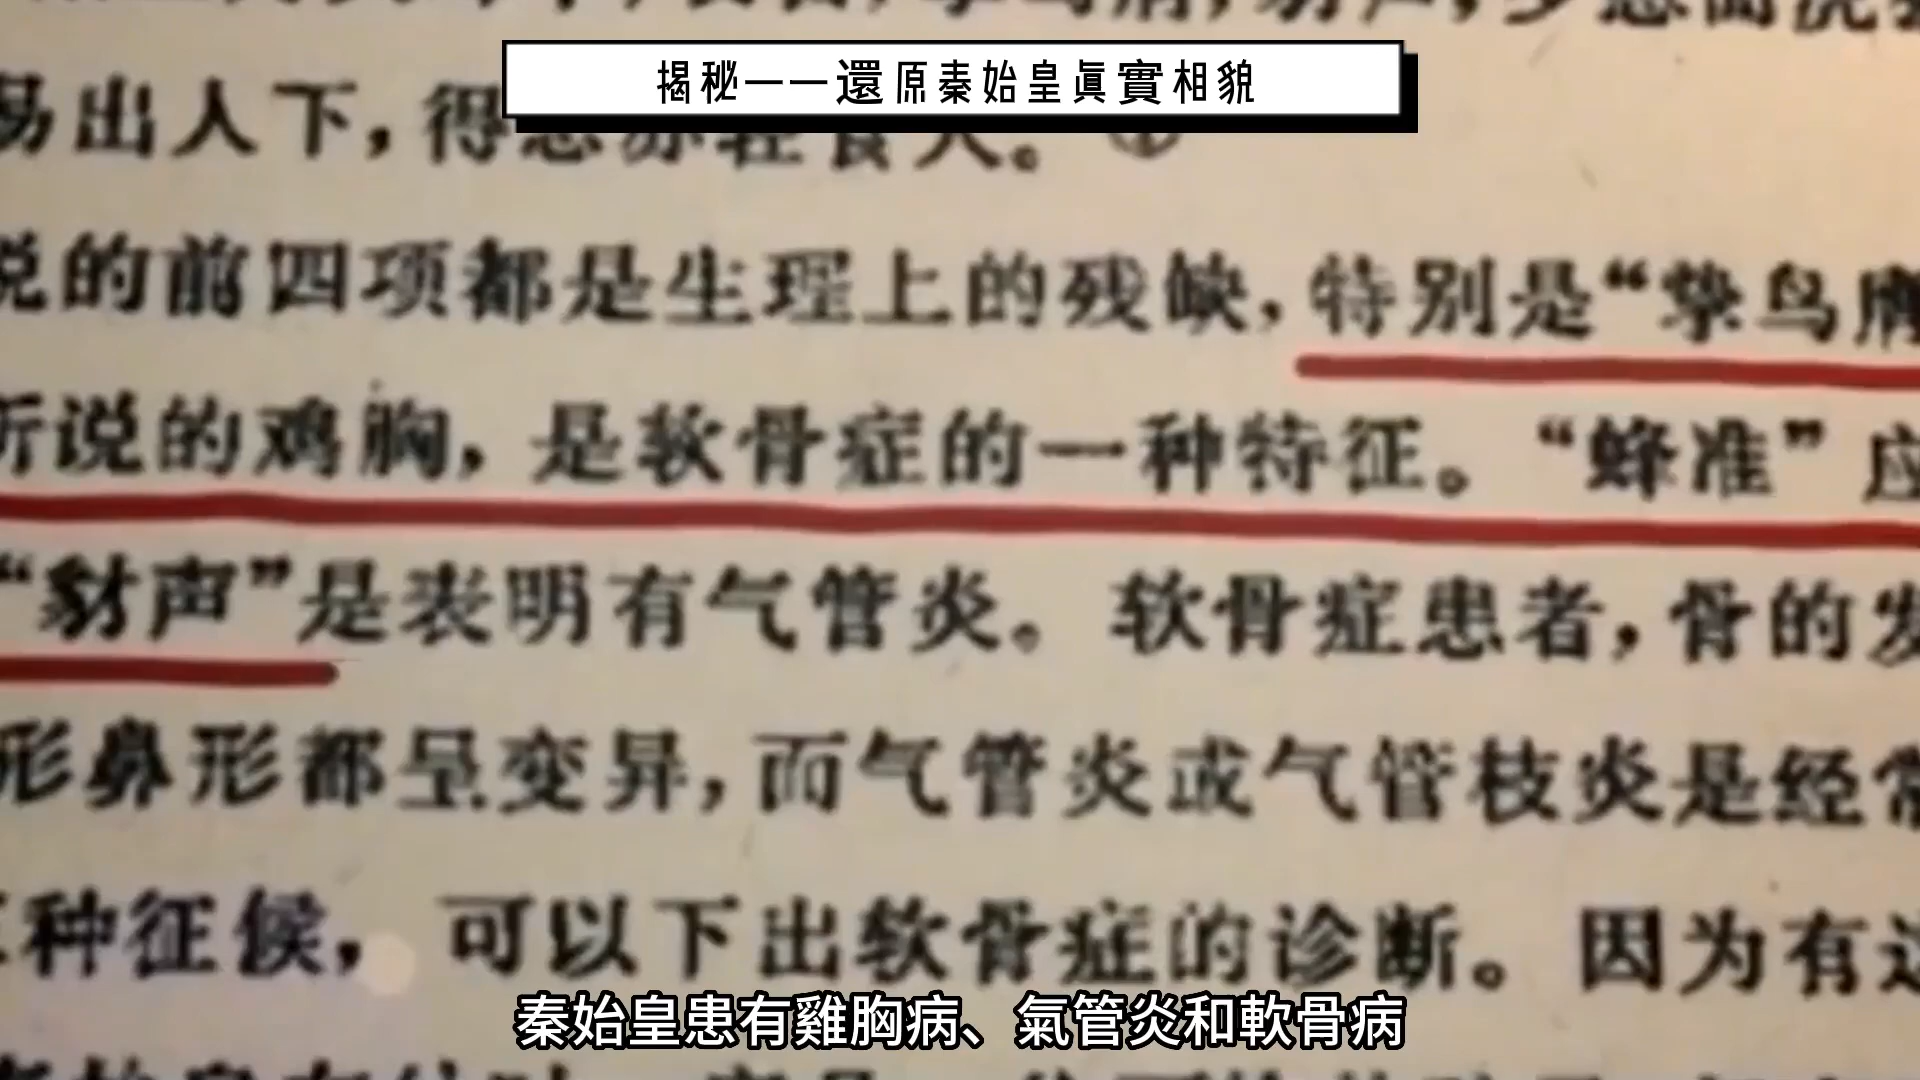 揭秘——還原秦始皇真實相貌
易出人下，得志亦轻食人。①
说的前四项都是生理上的残缺，特别是“挚鸟膺
所说的鸡胸，是软骨症的一种特征。“蜂准”应
“豺声”是表明有气管炎。软骨症患者，骨的发
形鼻形都呈变异，而气管炎或气管枝炎是经常
种征候，可以下出软骨症的诊断。因为有这
秦始皇患有雞胸病、氣管炎和軟骨病